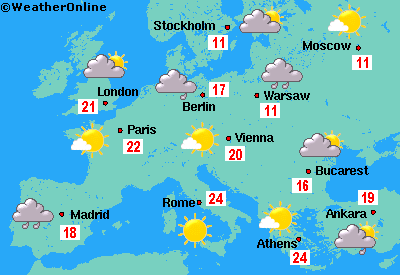 ©WeatherOnline
Stockholm
11
Moscow
11
London
21
17
Berlin
Warsaw
11
Paris
22
Vienna
20
Bucarest
16
Madrid
18
Rome
24
Ankara
19
Athens
24